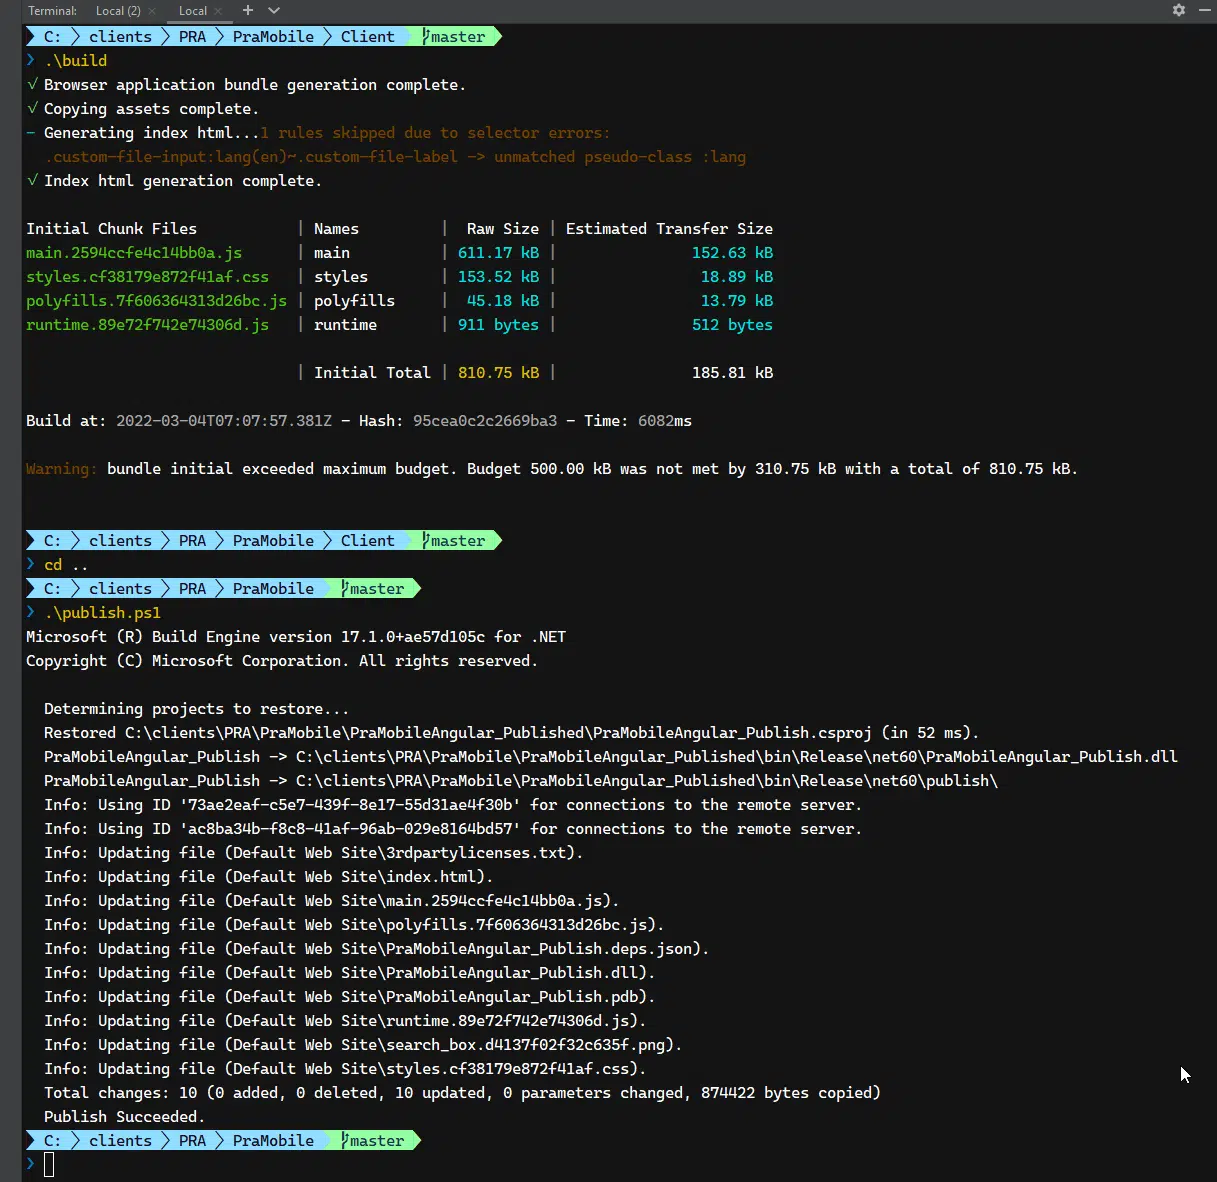 Terminal: Local (2) × Local × +
C: clients PRA PraMobile Client master
❯ .\build
√ Browser application bundle generation complete.
√ Copying assets complete.
- Generating index html...1 rules skipped due to selector errors:
.custom-file-input:lang(en)~.custom-file-label -> unmatched pseudo-class :lang
√ Index html generation complete.
Initial Chunk Files | Names | Raw Size | Estimated Transfer Size
main.2594ccfe4c14bb0a.js | main | 611.17 kB | 152.63 kB
styles.cf38179e872f41af.css | styles | 153.52 kB | 18.89 kB
polyfills.7f606364313d26bc.js | polyfills | 45.18 kB | 13.79 kB
runtime.89e72f742e74306d.js | runtime | 911 bytes | 512 bytes
| Initial Total | 810.75 kB | 185.81 kB
Build at: 2022-03-04T07:07:57.381Z - Hash: 95cea0c2c2669ba3 - Time: 6082ms
Warning: bundle initial exceeded maximum budget. Budget 500.00 kB was not met by 310.75 kB with a total of 810.75 kB.
C: clients PRA PraMobile Client master
❯ cd ..
C: clients PRA PraMobile master
❯ .\publish.ps1
Microsoft (R) Build Engine version 17.1.0+ae57d105c for .NET
Copyright (C) Microsoft Corporation. All rights reserved.
Determining projects to restore...
Restored C:\clients\PRA\PraMobile\PraMobileAngular_Published\PraMobileAngular_Publish.csproj (in 52 ms).
PraMobileAngular_Publish -> C:\clients\PRA\PraMobile\PraMobileAngular_Published\bin\Release\net60\PraMobileAngular_Publish.dll
PraMobileAngular_Publish -> C:\clients\PRA\PraMobile\PraMobileAngular_Published\bin\Release\net60\publish\
Info: Using ID '73ae2eaf-c5e7-439f-8e17-55d31ae4f30b' for connections to the remote server.
Info: Using ID 'ac8ba34b-f8c8-41af-96ab-029e8164bd57' for connections to the remote server.
Info: Updating file (Default Web Site\3rdpartylicenses.txt).
Info: Updating file (Default Web Site\index.html).
Info: Updating file (Default Web Site\main.2594ccfe4c14bb0a.js).
Info: Updating file (Default Web Site\polyfills.7f606364313d26bc.js).
Info: Updating file (Default Web Site\PraMobileAngular_Publish.deps.json).
Info: Updating file (Default Web Site\PraMobileAngular_Publish.dll).
Info: Updating file (Default Web Site\PraMobileAngular_Publish.pdb).
Info: Updating file (Default Web Site\runtime.89e72f742e74306d.js).
Info: Updating file (Default Web Site\search_box.d4137f02f32c635f.png).
Info: Updating file (Default Web Site\styles.cf38179e872f41af.css).
Total changes: 10 (0 added, 0 deleted, 10 updated, 0 parameters changed, 874422 bytes copied)
Publish Succeeded.
C: clients PRA PraMobile master
❯